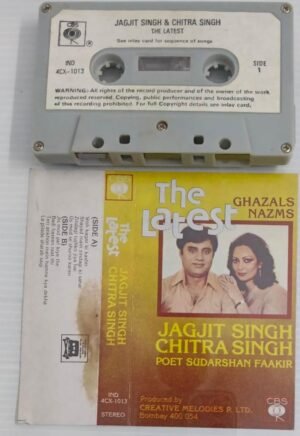 JAGJIT SINGH & CHITRA SINGH
THE LATEST
See inlay card for sequence of songs
CBS
IND
4CX-1013
SIDE
1
WARNING: All rights of the record producer and of the owner of the work
reproduced reserved. Copying, public performances and broadcasting
of this recording prohibited. For full Copyright details see inlay card.
CBS
The
Latest
GHAZALS
NAZMS
JAGJIT SINGH
CHITRA SINGH
POET SUDARSHAN FAAKIR
Produced by
CREATIVE MELODIES P. LTD.
Bombay 400 054
CBS
The
Latest
JAGJIT SINGH
CHITRA SINGH
(SIDE A)
(SIDE B)
IND
4CX-1013
STEREO